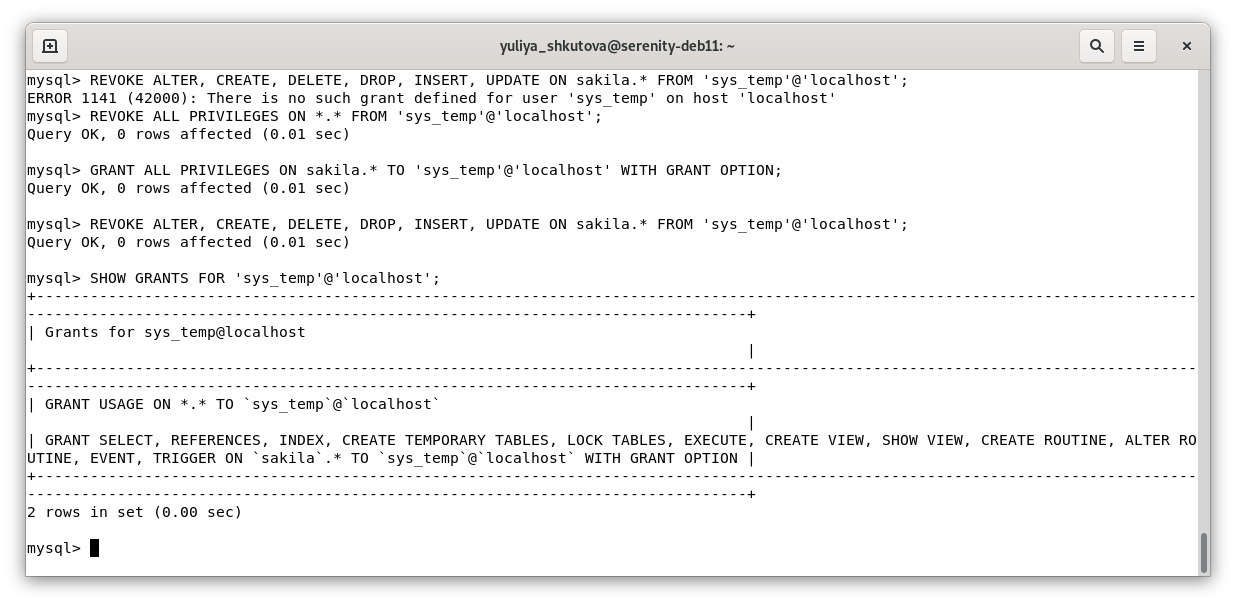 yuliya_shkutova@serenity-deb11: ~
mysql> REVOKE ALTER, CREATE, DELETE, DROP, INSERT, UPDATE ON sakila.* FROM 'sys_temp'@'localhost';
ERROR 1141 (42000): There is no such grant defined for user 'sys_temp' on host 'localhost'
mysql> REVOKE ALL PRIVILEGES ON *.* FROM 'sys_temp'@'localhost';
Query OK, 0 rows affected (0.01 sec)
mysql> GRANT ALL PRIVILEGES ON sakila.* TO 'sys_temp'@'localhost' WITH GRANT OPTION;
Query OK, 0 rows affected (0.01 sec)
mysql> REVOKE ALTER, CREATE, DELETE, DROP, INSERT, UPDATE ON sakila.* FROM 'sys_temp'@'localhost';
Query OK, 0 rows affected (0.01 sec)
mysql> SHOW GRANTS FOR 'sys_temp'@'localhost';
+---------------------------------------------------------------------------------------------------------------------------------
--------------------------------------------------------------------------------+
| Grants for sys_temp@localhost
|
+---------------------------------------------------------------------------------------------------------------------------------
--------------------------------------------------------------------------------+
| GRANT USAGE ON *.* TO `sys_temp`@`localhost`
|
| GRANT SELECT, REFERENCES, INDEX, CREATE TEMPORARY TABLES, LOCK TABLES, EXECUTE, CREATE VIEW, SHOW VIEW, CREATE ROUTINE, ALTER RO
UTINE, EVENT, TRIGGER ON `sakila`.* TO `sys_temp`@`localhost` WITH GRANT OPTION |
+---------------------------------------------------------------------------------------------------------------------------------
--------------------------------------------------------------------------------+
2 rows in set (0.00 sec)
mysql>